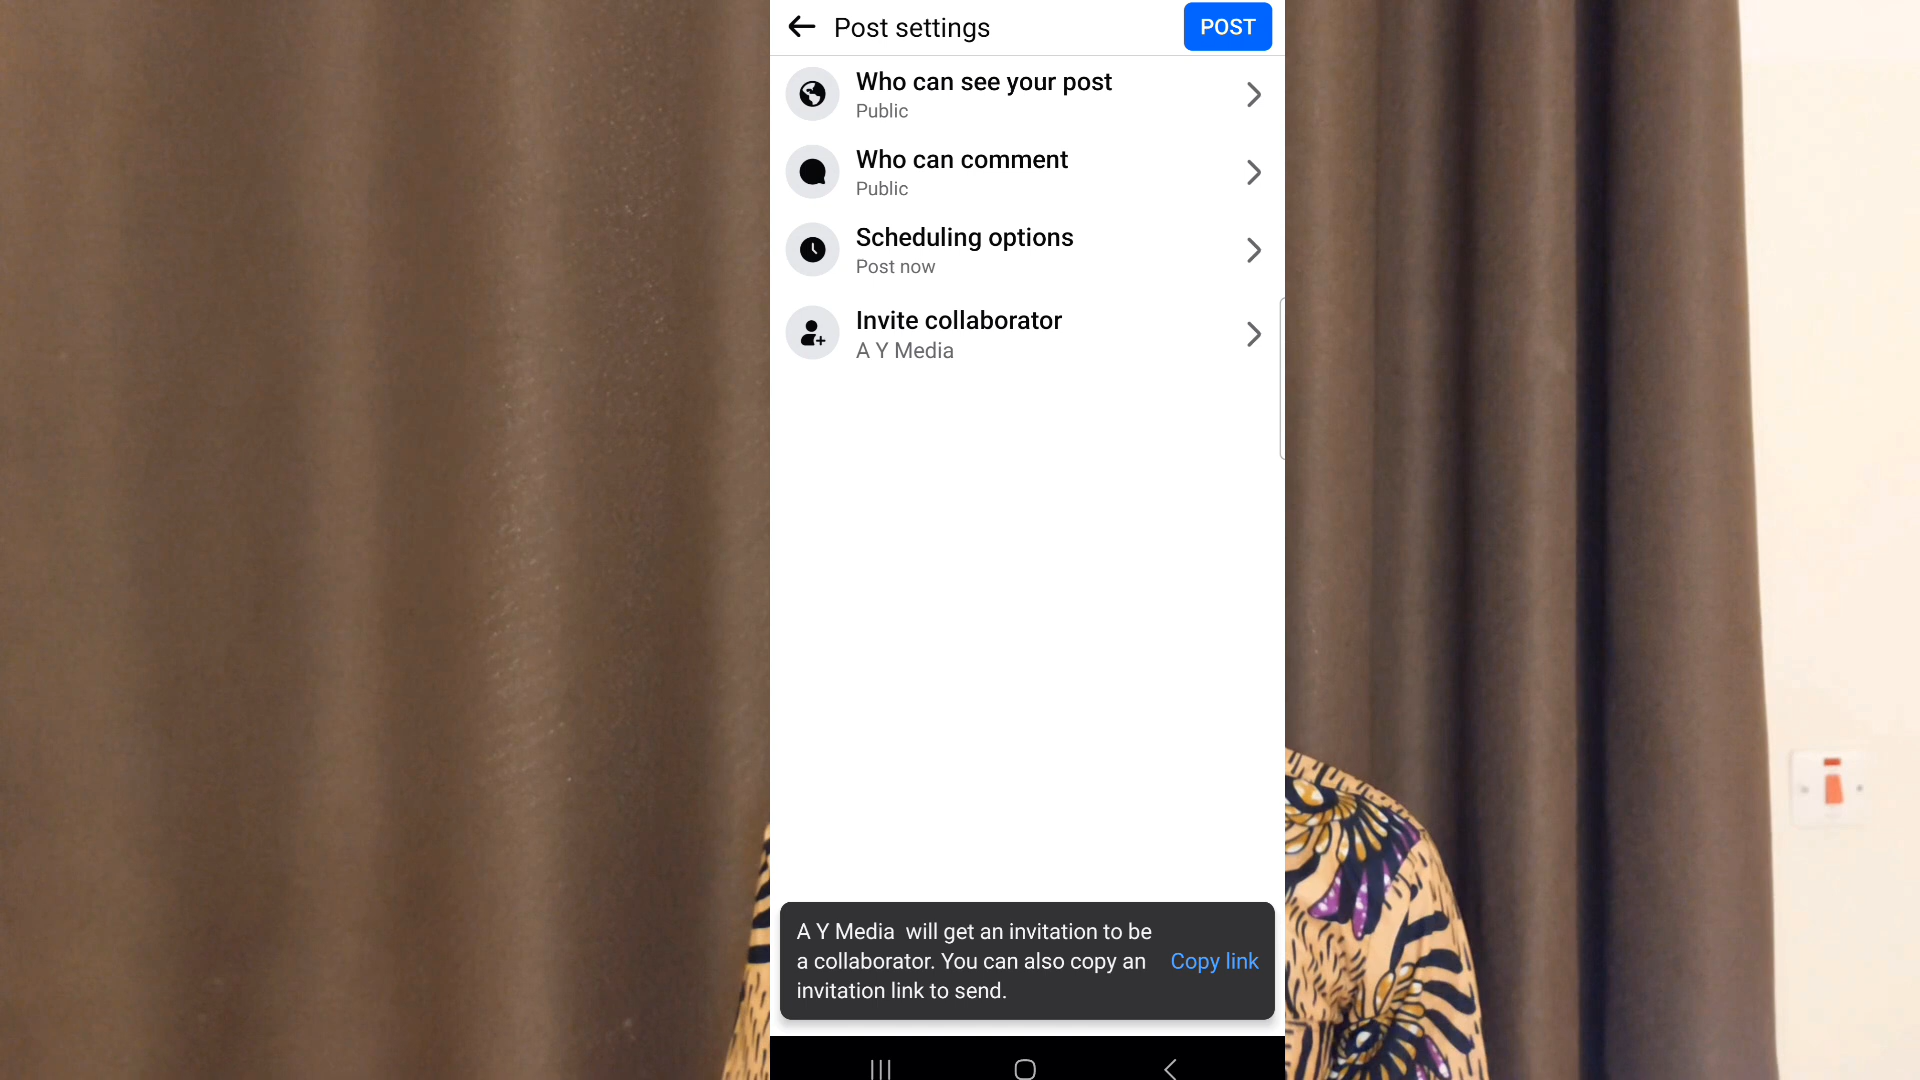 Post settings
POST
Who can see your post
Public
Who can comment
Public
Scheduling options
Post now
Invite collaborator
A Y Media
A Y Media will get an invitation to be
a collaborator. You can also copy an
invitation link to send.
Copy link